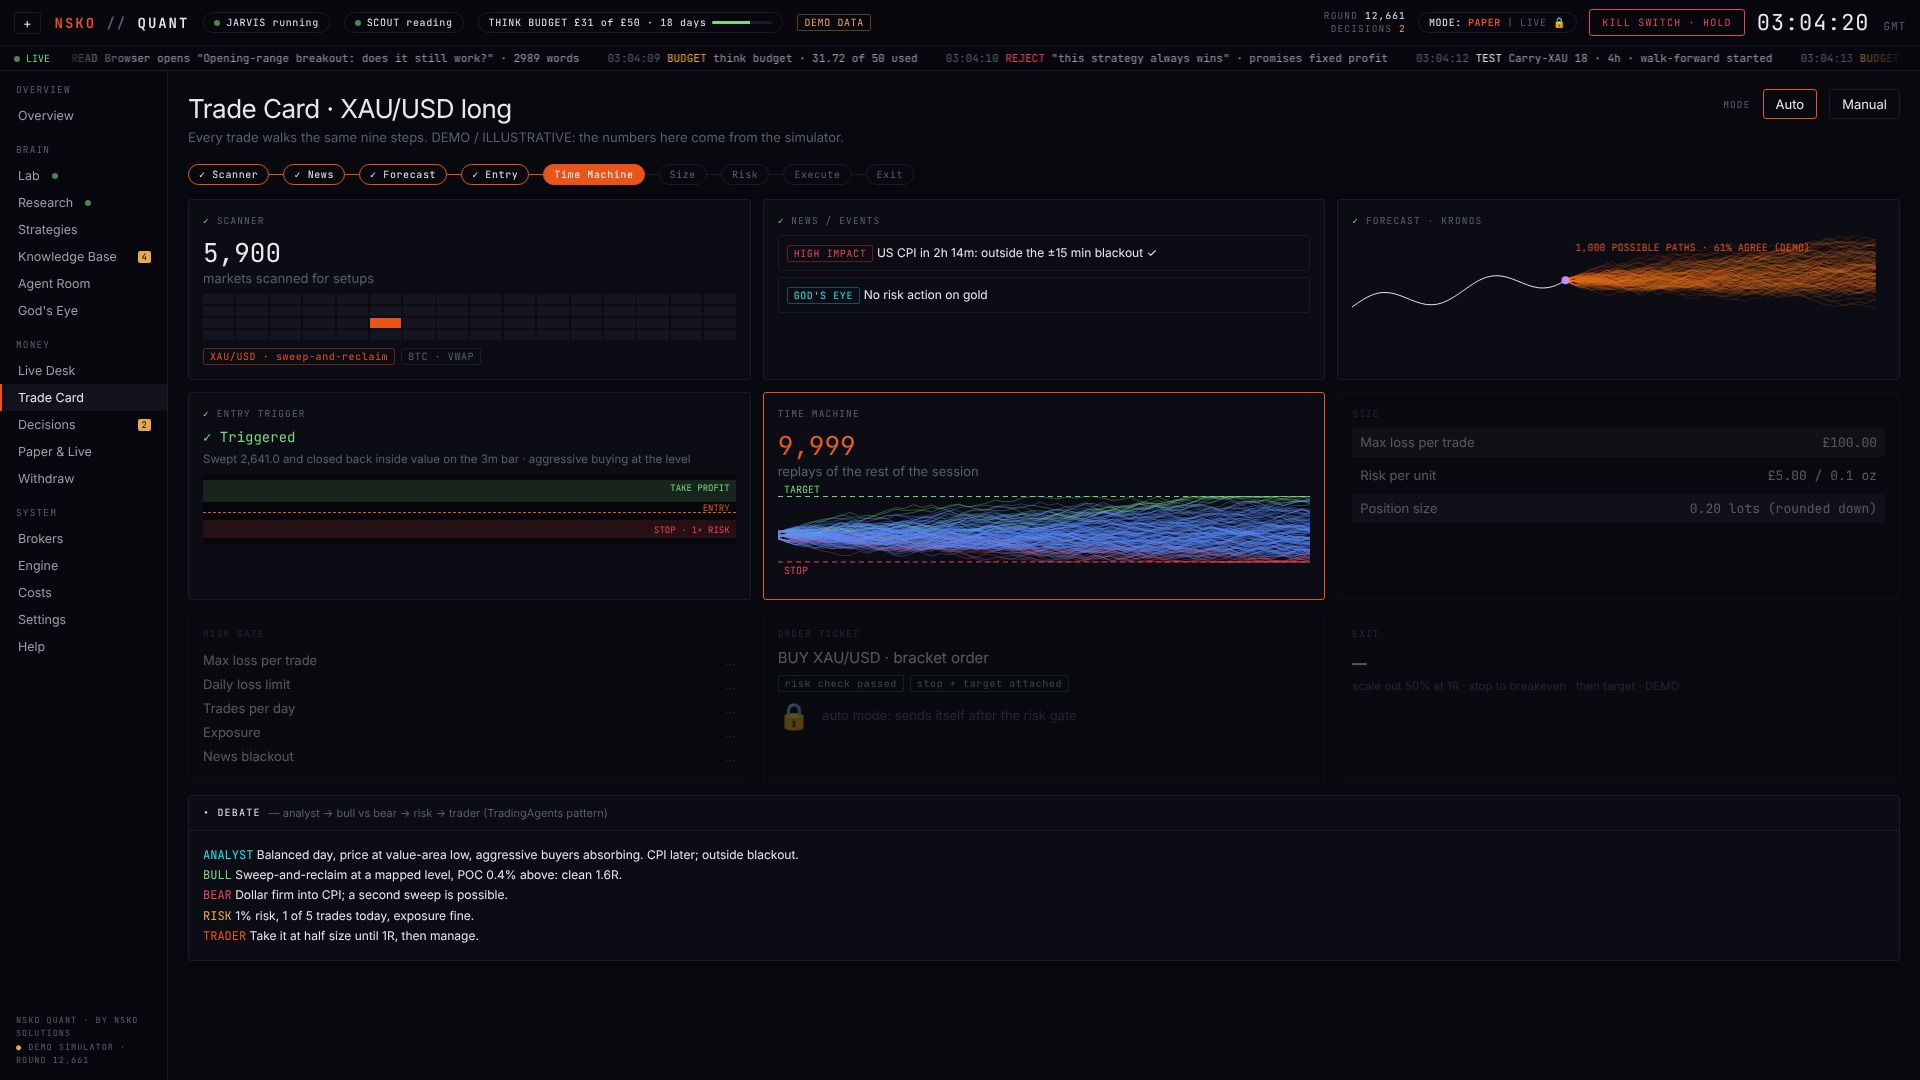 + NSKO // QUANT JARVIS running SCOUT reading THINK BUDGET £31 of £50 · 18 days DEMO DATA ROUND 12,661 DECISIONS 2 MODE: PAPER | LIVE KILL SWITCH · HOLD 03:04:20 GMT
LIVE READ Browser opens "Opening-range breakout: does it still work?" · 2989 words 03:04:09 BUDGET think budget · 31.72 of 50 used 03:04:10 REJECT "this strategy always wins" · promises fixed profit 03:04:12 TEST Carry-XAU 18 · 4h · walk-forward started 03:04:13 BUDGET
OVERVIEW
Overview
BRAIN
Lab
Research
Strategies
Knowledge Base 4
Agent Room
God's Eye
MONEY
Live Desk
Trade Card
Decisions 2
Paper & Live
Withdraw
SYSTEM
Brokers
Engine
Costs
Settings
Help
NSKO QUANT · BY NSKO
SOLUTIONS
DEMO SIMULATOR ·
ROUND 12,661
Trade Card · XAU/USD long
MODE Auto Manual
Every trade walks the same nine steps. DEMO / ILLUSTRATIVE: the numbers here come from the simulator.
✓ Scanner ✓ News ✓ Forecast ✓ Entry Time Machine Size Risk Execute Exit
✓ SCANNER
5,900
markets scanned for setups
XAU/USD · sweep-and-reclaim BTC · VWAP
✓ NEWS / EVENTS
HIGH IMPACT US CPI in 2h 14m: outside the ±15 min blackout ✓
GOD'S EYE No risk action on gold
✓ FORECAST · KRONOS
1,000 POSSIBLE PATHS · 61% AGREE (DEMO)
✓ ENTRY TRIGGER
✓ Triggered
Swept 2,641.0 and closed back inside value on the 3m bar · aggressive buying at the level
TAKE PROFIT
ENTRY
STOP · 1× RISK
TIME MACHINE
9,999
replays of the rest of the session
TARGET
STOP
SIZE
Max loss per trade £100.00
Risk per unit £5.00 / 0.1 oz
Position size 0.20 lots (rounded down)
RISK GATE
Max loss per trade ...
Daily loss limit ...
Trades per day ...
Exposure ...
News blackout ...
ORDER TICKET
BUY XAU/USD · bracket order
risk check passed stop + target attached
auto mode: sends itself after the risk gate
EXIT
—
scale out 50% at 1R · stop to breakeven · then target · DEMO
• DEBATE — analyst → bull vs bear → risk → trader (TradingAgents pattern)
ANALYST Balanced day, price at value-area low, aggressive buyers absorbing. CPI later; outside blackout.
BULL Sweep-and-reclaim at a mapped level, POC 0.4% above: clean 1.6R.
BEAR Dollar firm into CPI; a second sweep is possible.
RISK 1% risk, 1 of 5 trades today, exposure fine.
TRADER Take it at half size until 1R, then manage.